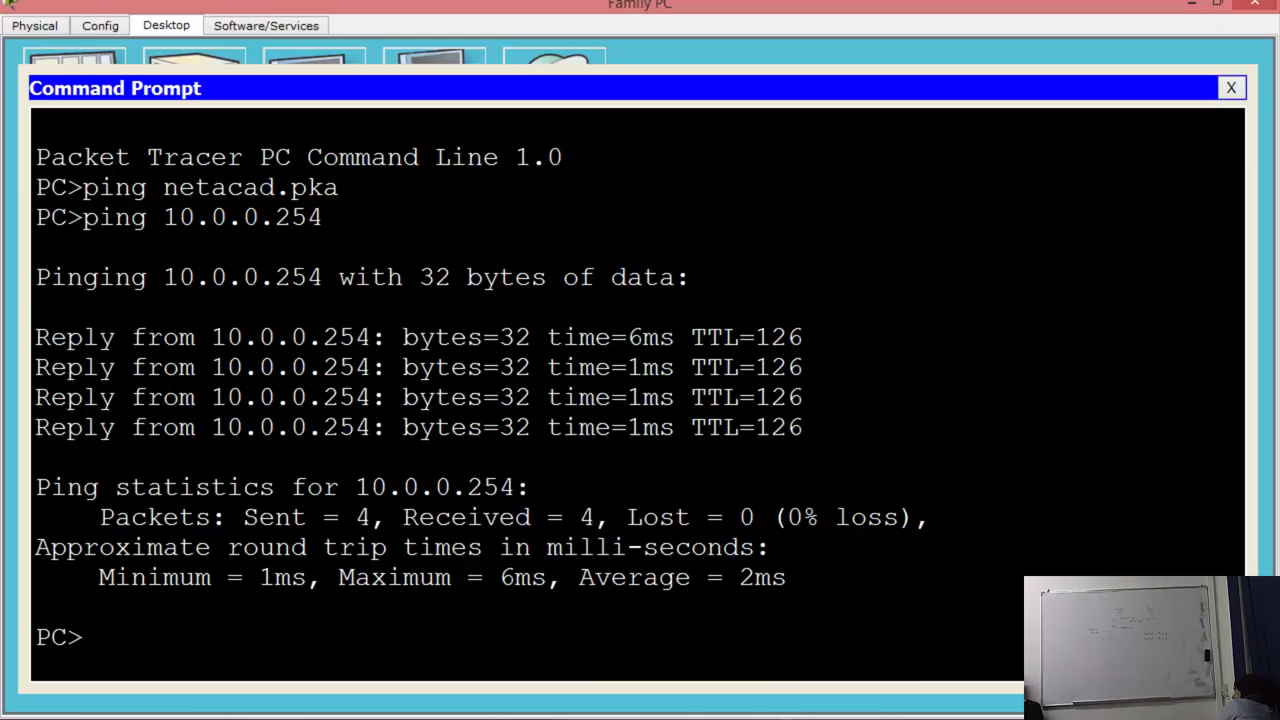 Family PC
Physical Config Desktop Software/Services
Command Prompt X
Packet Tracer PC Command Line 1.0
PC>ping netacad.pka
PC>ping 10.0.0.254
Pinging 10.0.0.254 with 32 bytes of data:
Reply from 10.0.0.254: bytes=32 time=6ms TTL=126
Reply from 10.0.0.254: bytes=32 time=1ms TTL=126
Reply from 10.0.0.254: bytes=32 time=1ms TTL=126
Reply from 10.0.0.254: bytes=32 time=1ms TTL=126
Ping statistics for 10.0.0.254:
Packets: Sent = 4, Received = 4, Lost = 0 (0% loss),
Approximate round trip times in milli-seconds:
Minimum = 1ms, Maximum = 6ms, Average = 2ms
PC>